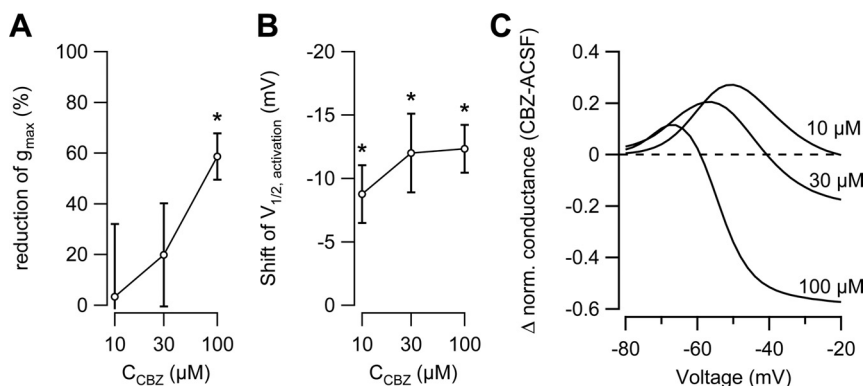 A
reduction of gmax (%)
100
80
60
40
20
0
*
10
30
100
CCBZ (µM)
B
Shift of V1/2, activation (mV)
-20
-15
-10
-5
0
*
*
*
10
30
100
CCBZ (µM)
C
Δ norm. conductance (CBZ-ACSF)
0.4
0.2
0
-0.2
-0.4
-0.6
10 µM
30 µM
100 µM
-80
-60
-40
-20
Voltage (mV)